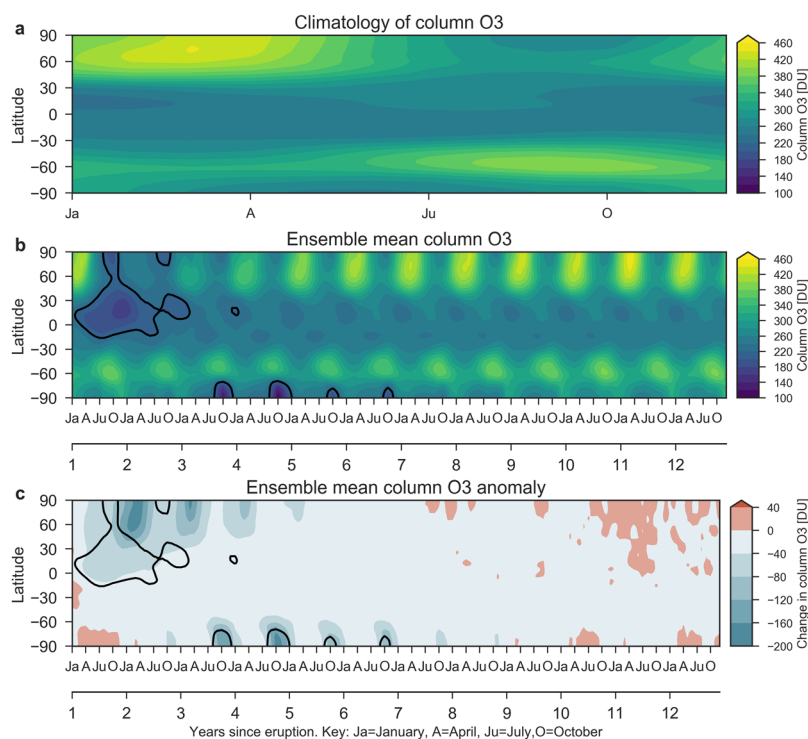 a
Climatology of column O3
90
60
30
0
−30
−60
−90
Latitude
Ja A Ju O
460
420
380
340
300
260
220
180
140
100
Column O3 [DU]
b
Ensemble mean column O3
90
60
30
0
−30
−60
−90
Latitude
Ja A Ju O Ja A Ju O Ja A Ju O Ja A Ju O Ja A Ju O Ja A Ju O Ja A Ju O Ja A Ju O Ja A Ju O Ja A Ju O Ja A Ju O Ja A Ju O
1 2 3 4 5 6 7 8 9 10 11 12
460
420
380
340
300
260
220
180
140
100
Column O3 [DU]
c
Ensemble mean column O3 anomaly
90
60
30
0
−30
−60
−90
Latitude
Ja A Ju O Ja A Ju O Ja A Ju O Ja A Ju O Ja A Ju O Ja A Ju O Ja A Ju O Ja A Ju O Ja A Ju O Ja A Ju O Ja A Ju O Ja A Ju O
1 2 3 4 5 6 7 8 9 10 11 12
40
0
−40
−80
−120
−160
−200
Change in column O3 [DU]
Years since eruption. Key: Ja=January, A=April, Ju=July,O=October